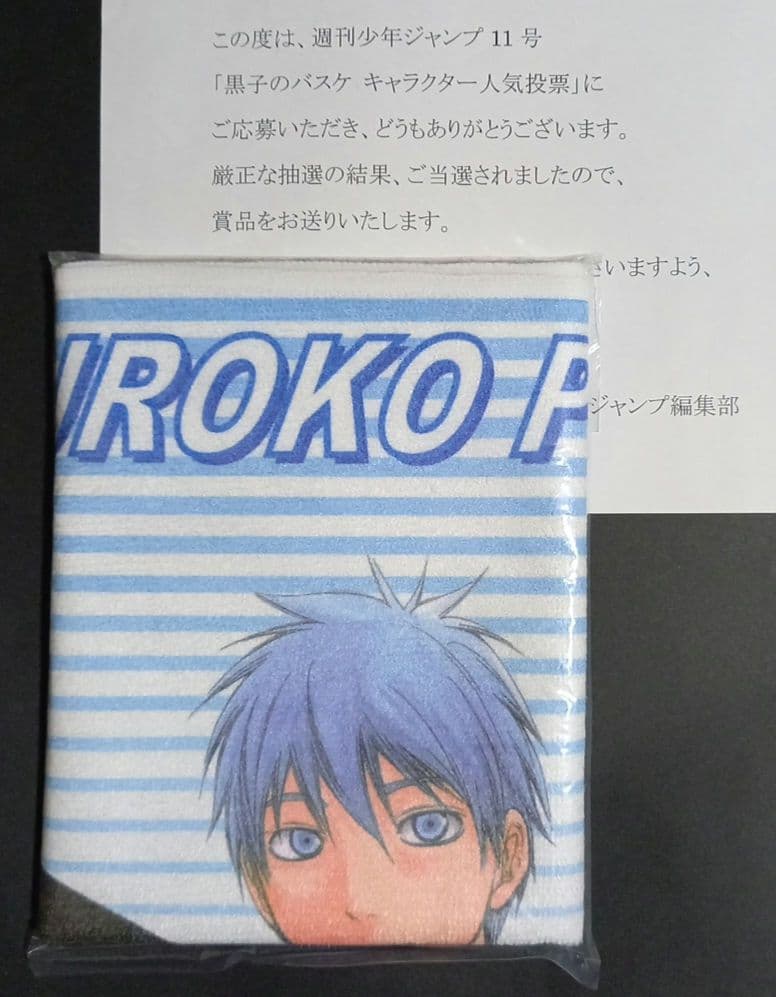 この度は、週刊少年ジャンプ 11 号
「黒子のバスケ キャラクター人気投票」に
ご応募いただき、どうもありがとうございます。
厳正な抽選の結果、ご当選されましたので、
賞品をお送りいたします。
さいますよう、
ジャンプ編集部
UROKO P